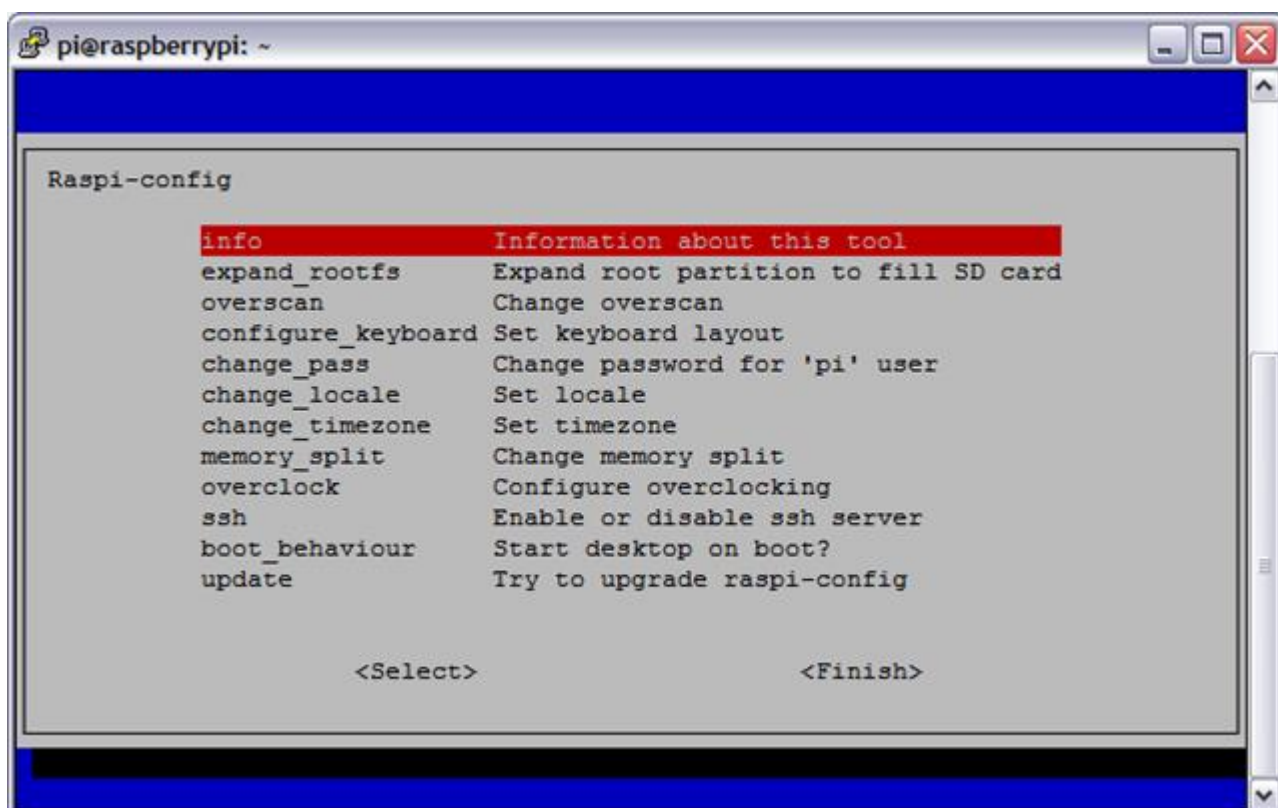 pi@raspberrypi: ~
Raspi-config
info Information about this tool
expand_rootfs Expand root partition to fill SD card
overscan Change overscan
configure_keyboard Set keyboard layout
change_pass Change password for 'pi' user
change_locale Set locale
change_timezone Set timezone
memory_split Change memory split
overclock Configure overclocking
ssh Enable or disable ssh server
boot_behaviour Start desktop on boot?
update Try to upgrade raspi-config
<Select> <Finish>